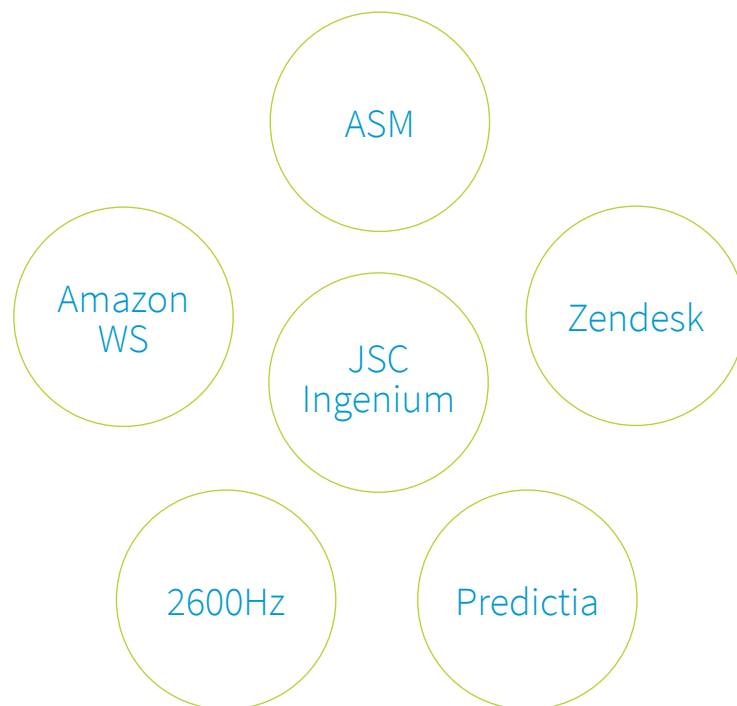 ASM
Amazon
WS
Zendesk
JSC
Ingenium
2600Hz
Predictia